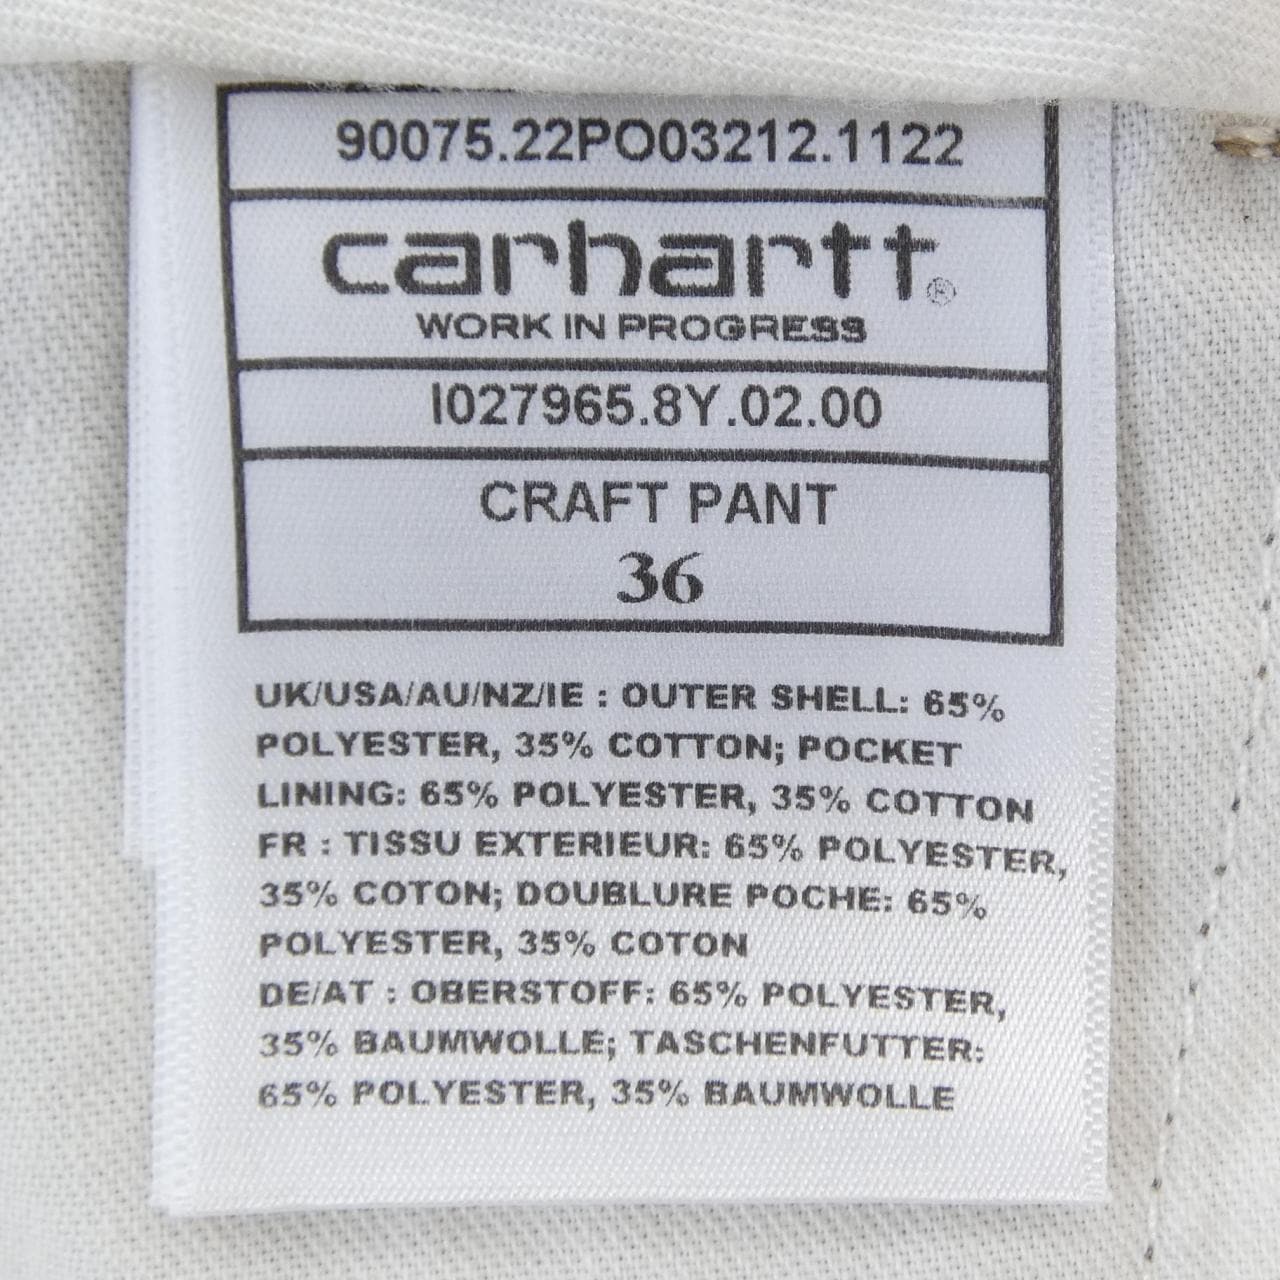 90075.22PO03212.1122
carhartt®
WORK IN PROGRESS
I027965.8Y.02.00
CRAFT PANT
36
UK/USA/AU/NZ/IE : OUTER SHELL: 65%
POLYESTER, 35% COTTON; POCKET
LINING: 65% POLYESTER, 35% COTTON
FR : TISSU EXTERIEUR: 65% POLYESTER,
35% COTON; DOUBLURE POCHE: 65%
POLYESTER, 35% COTON
DE/AT : OBERSTOFF: 65% POLYESTER,
35% BAUMWOLLE; TASCHENFUTTER:
65% POLYESTER, 35% BAUMWOLLE